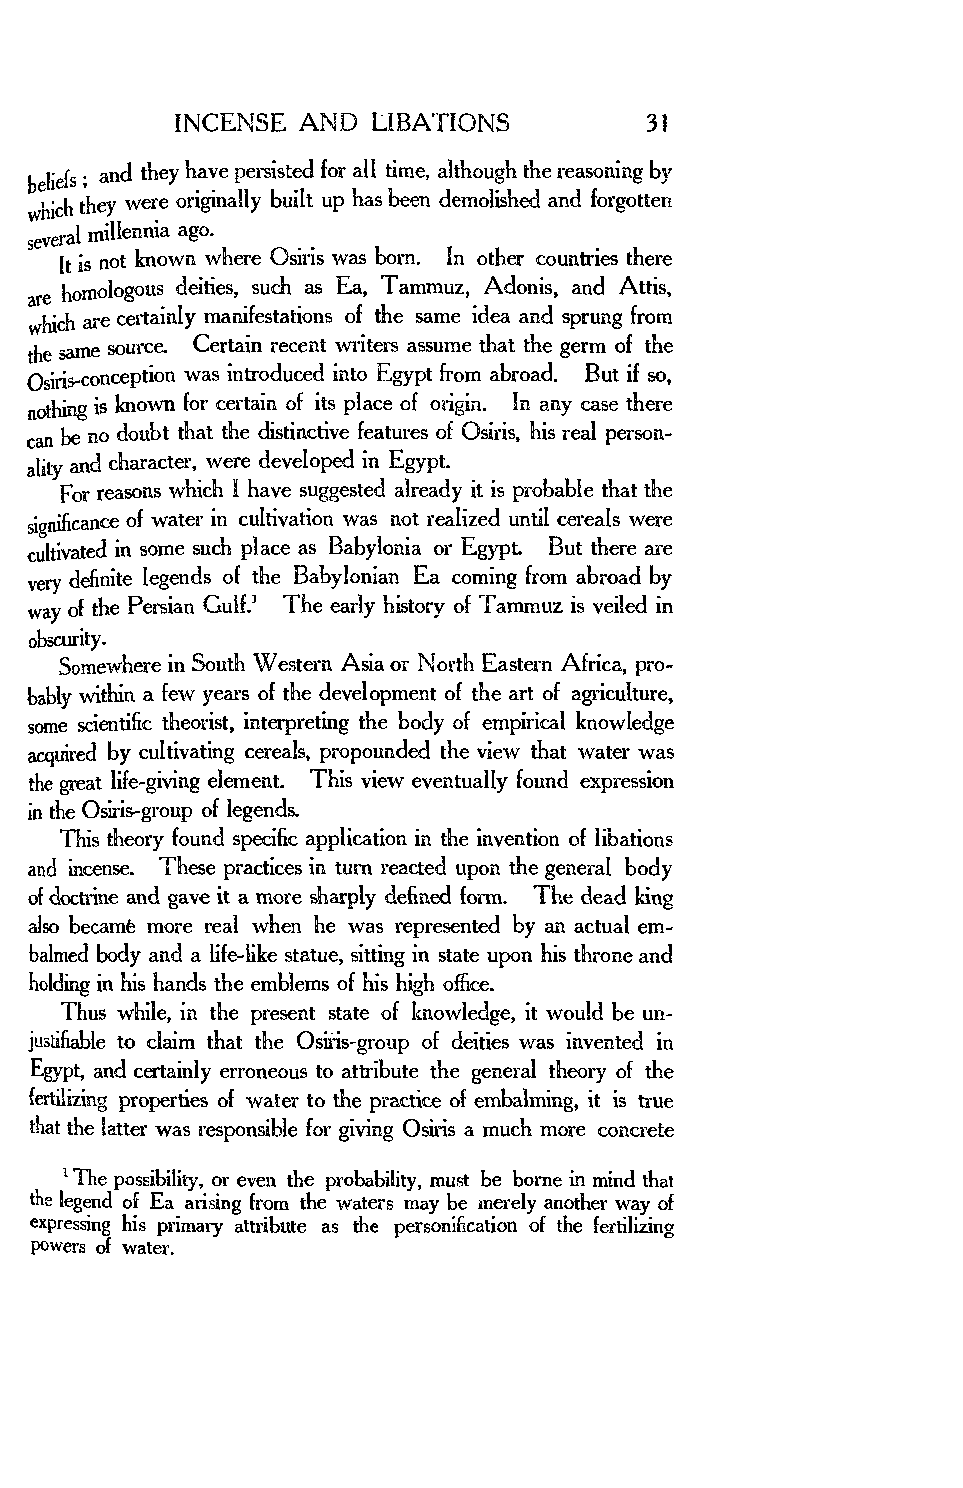 INCENSE AND LIBATIONS 31
beliefs ; and they have persisted for all time, although the reasoning by
which they were originally built up has been demolished and forgotten
several millennia ago.
It is not known where Osiris was born. In other countries there
are homologous deities, such as Ea, Tammuz, Adonis, and Attis,
which are certainly manifestations of the same idea and sprung from
the same source. Certain recent writers assume that the germ of the
Osiris-conception was introduced into Egypt from abroad. But if so,
nothing is known for certain of its place of origin. In any case there
can be no doubt that the distinctive features of Osiris, his real person-
ality and character, were developed in Egypt.
For reasons which I have suggested already it is probable that the
significance of water in cultivation was not realized until cereals were
cultivated in some such place as Babylonia or Egypt. But there are
very definite legends of the Babylonian Ea coming from abroad by
way of the Persian Gulf.¹ The early history of Tammuz is veiled in
obscurity.
Somewhere in South Western Asia or North Eastern Africa, pro-
bably within a few years of the development of the art of agriculture,
some scientific theorist, interpreting the body of empirical knowledge
acquired by cultivating cereals, propounded the view that water was
the great life-giving element. This view eventually found expression
in the Osiris-group of legends.
This theory found specific application in the invention of libations
and incense. These practices in turn reacted upon the general body
of doctrine and gave it a more sharply defined form. The dead king
also became more real when he was represented by an actual em-
balmed body and a life-like statue, sitting in state upon his throne and
holding in his hands the emblems of his high office.
Thus while, in the present state of knowledge, it would be un-
justifiable to claim that the Osiris-group of deities was invented in
Egypt, and certainly erroneous to attribute the general theory of the
fertilizing properties of water to the practice of embalming, it is true
that the latter was responsible for giving Osiris a much more concrete
¹ The possibility, or even the probability, must be borne in mind that
the legend of Ea arising from the waters may be merely another way of
expressing his primary attribute as the personification of the fertilizing
powers of water.